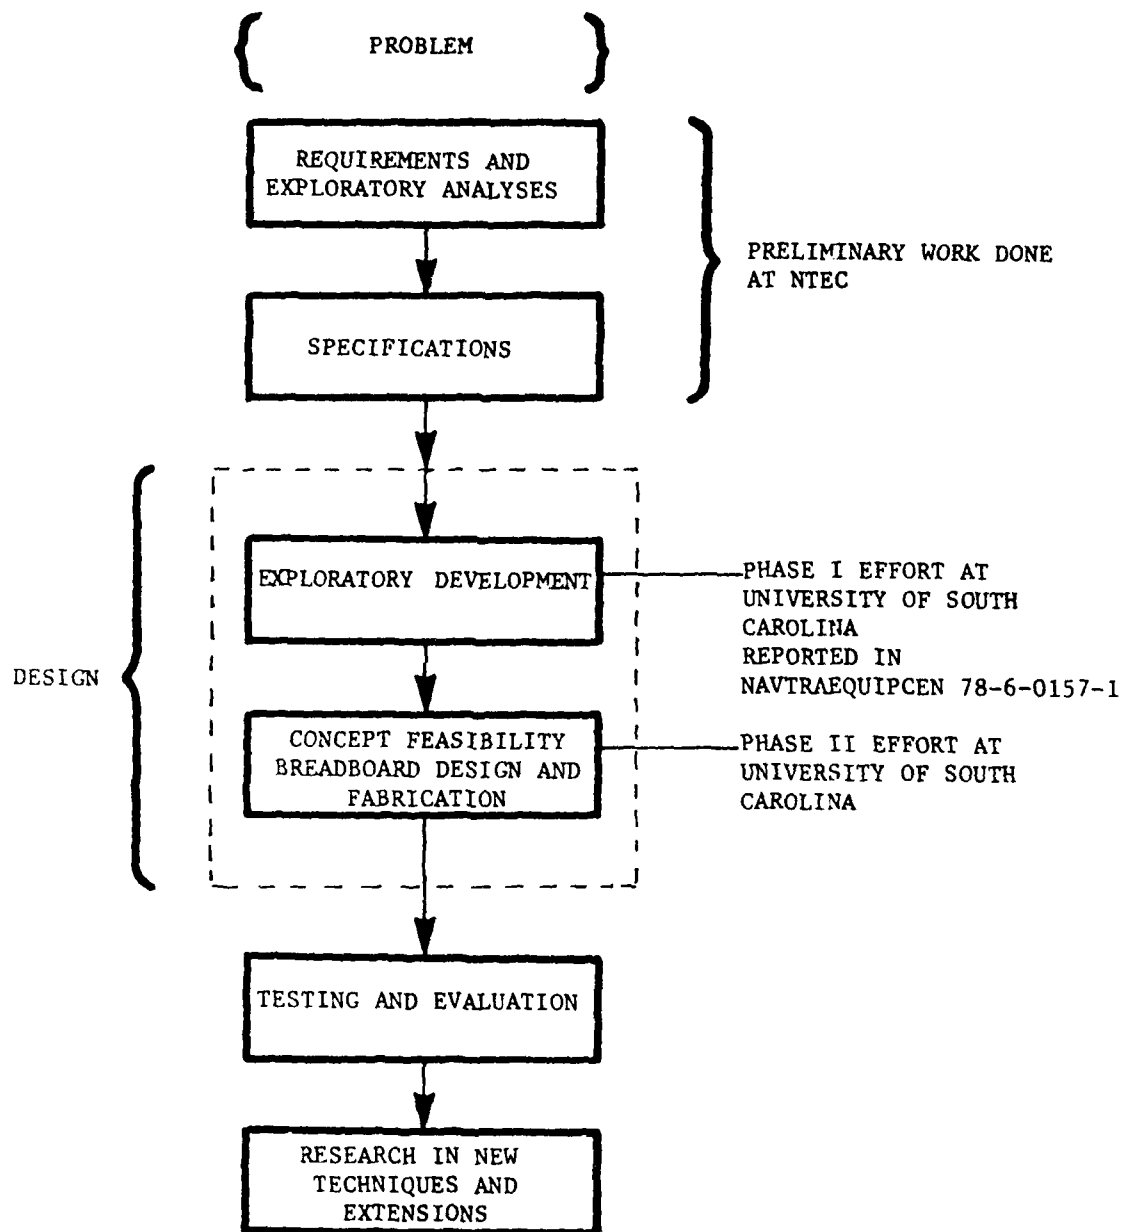 PROBLEM
REQUIREMENTS AND
EXPLORATORY ANALYSES
PRELIMINARY WORK DONE
AT NTEC
SPECIFICATIONS
DESIGN
EXPLORATORY DEVELOPMENT
PHASE I EFFORT AT
UNIVERSITY OF SOUTH
CAROLINA
REPORTED IN
NAVTRAEQUIPCEN 78-6-0157-1
CONCEPT FEASIBILITY
BREADBOARD DESIGN AND
FABRICATION
PHASE II EFFORT AT
UNIVERSITY OF SOUTH
CAROLINA
TESTING AND EVALUATION
RESEARCH IN NEW
TECHNIQUES AND
EXTENSIONS